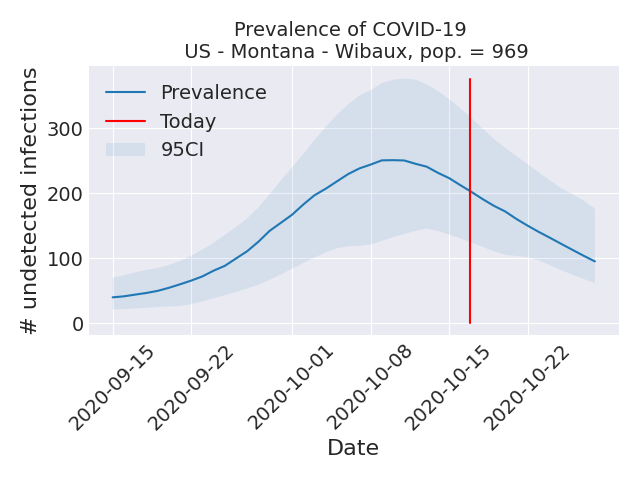 Prevalence of COVID-19
US - Montana - Wibaux, pop. = 969
# undetected infections
300
200
100
0
Prevalence
Today
95CI
2020-09-15
2020-09-22
2020-10-01
2020-10-08
2020-10-15
2020-10-22
Date